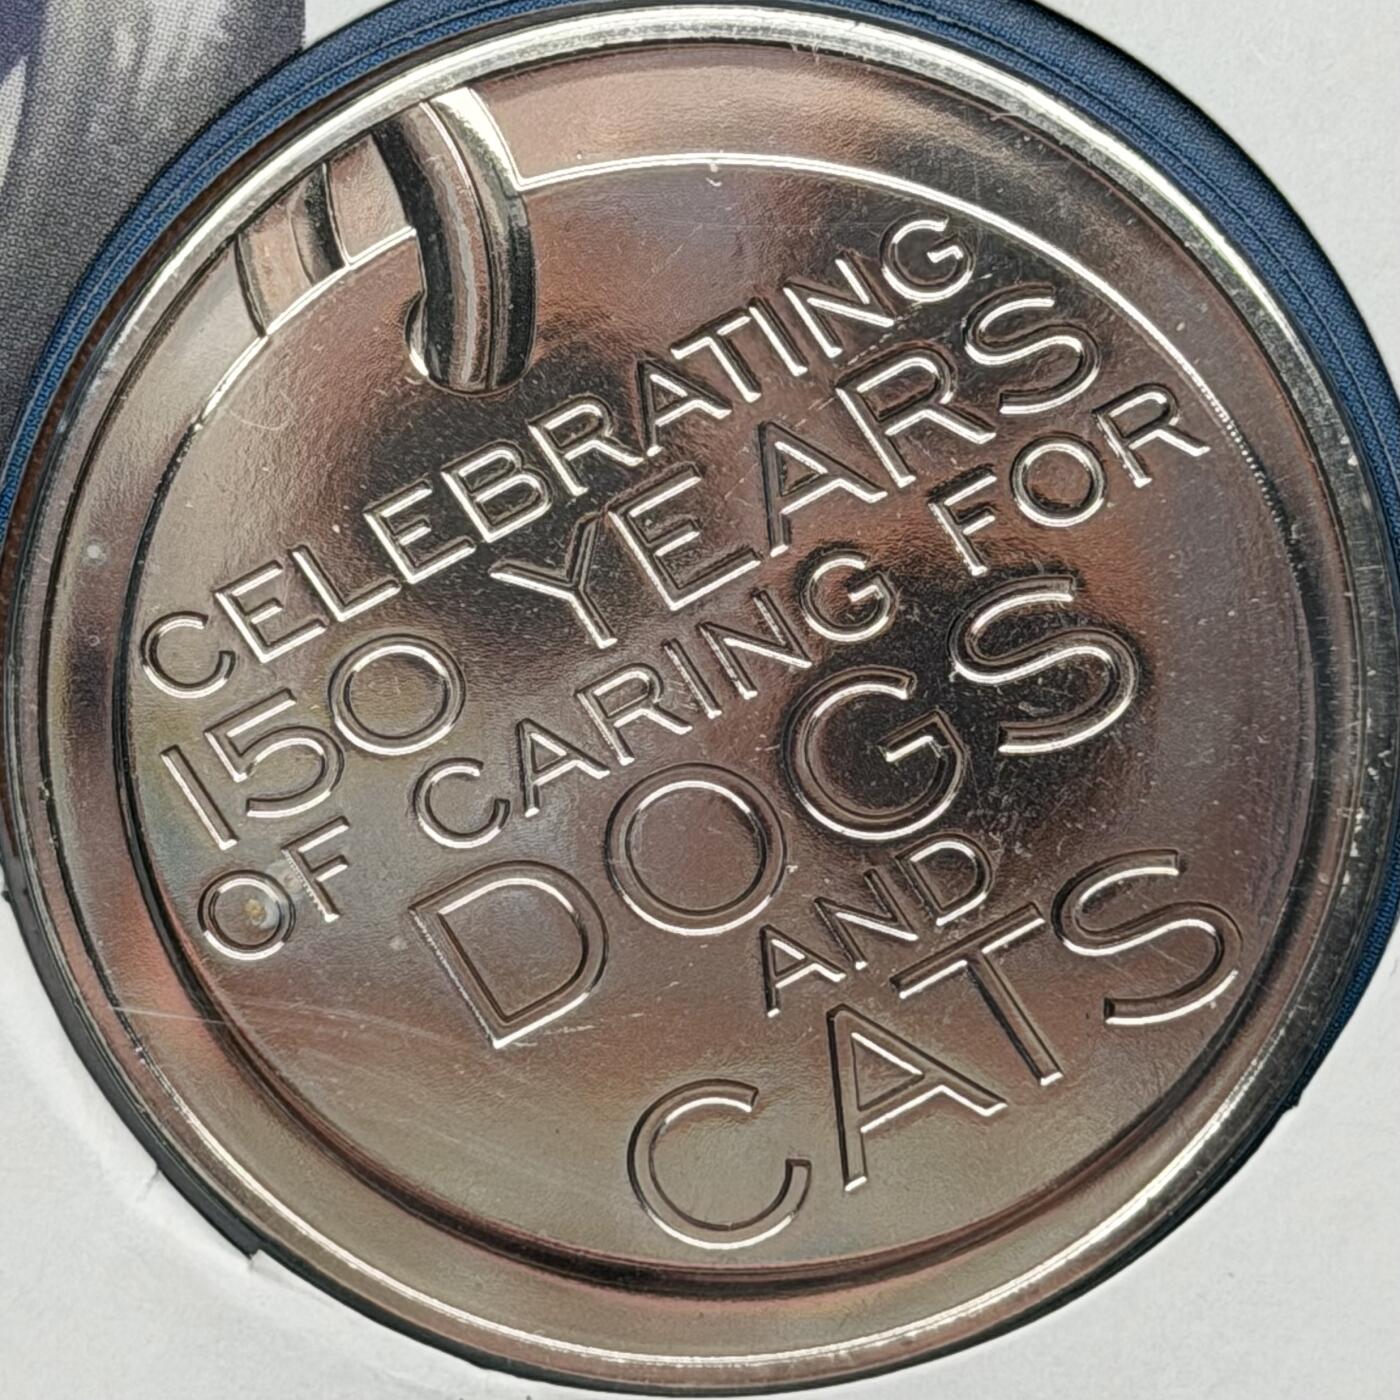 CELEBRATING
150 YEARS
OF CARING FOR
DOGS
AND
CATS